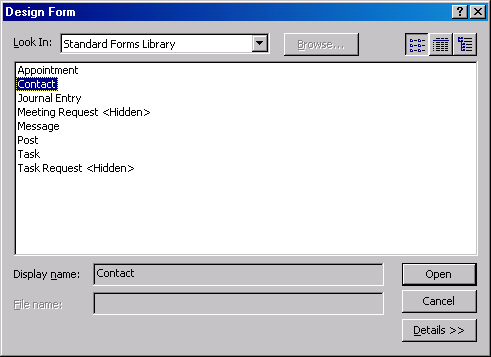 Design Form
Look In: Standard Forms Library Browse...
Appointment
Contact
Journal Entry
Meeting Request <Hidden>
Message
Post
Task
Task Request <Hidden>
Display name: Contact Open
File name: Cancel
Details >>